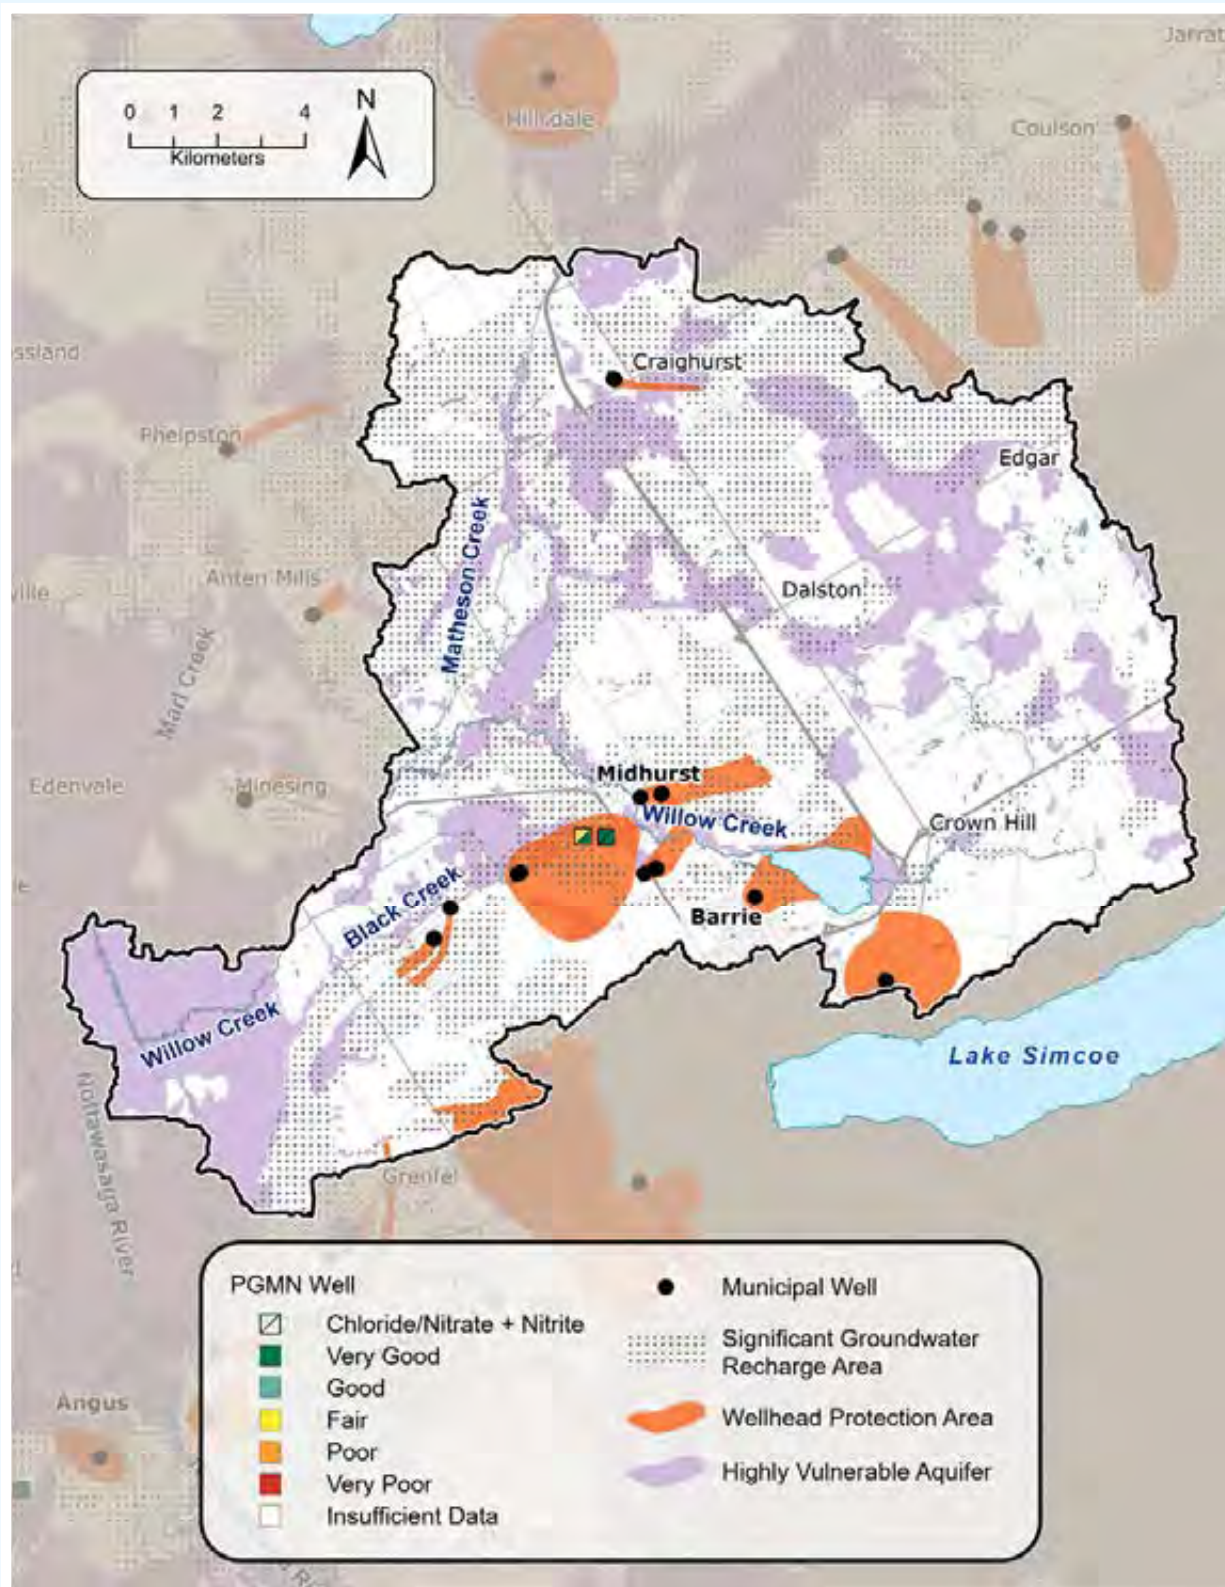 Jarrat
N
0 1 2 4
Kilometers
Hillsdale
Coulson
ssland
Craighurst
Phelpston
Edgar
Matheson Creek
Anten Mills
ville
Dalston
Marl Creek
Midhurst
Edenvale
Minesing
Willow Creek
Crown Hill
Black Creek
Barrie
Willow Creek
Lake Simcoe
Nottawasaga River
Grenfel
PGMN Well
Chloride/Nitrate + Nitrite
Very Good
Good
Fair
Poor
Very Poor
Insufficient Data
Municipal Well
Significant Groundwater
Recharge Area
Wellhead Protection Area
Highly Vulnerable Aquifer
Angus